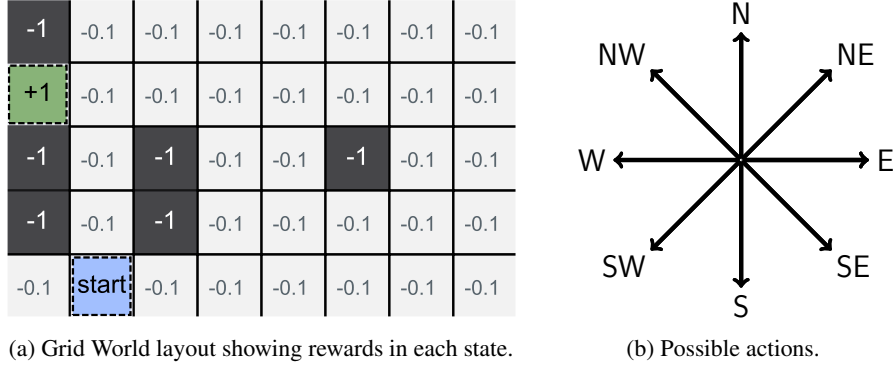 -1 -0.1 -0.1 -0.1 -0.1 -0.1 -0.1 -0.1
+1 -0.1 -0.1 -0.1 -0.1 -0.1 -0.1 -0.1
-1 -0.1 -1 -0.1 -0.1 -1 -0.1 -0.1
-1 -0.1 -1 -0.1 -0.1 -0.1 -0.1 -0.1
-0.1 start -0.1 -0.1 -0.1 -0.1 -0.1 -0.1
(a) Grid World layout showing rewards in each state.
N
NW NE
W E
SW SE
S
(b) Possible actions.